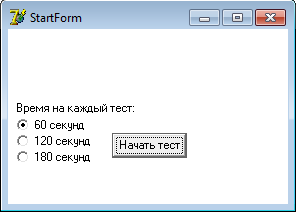 StartForm
Время на каждый тест:
60 секунд
120 секунд
Начать тест
180 секунд